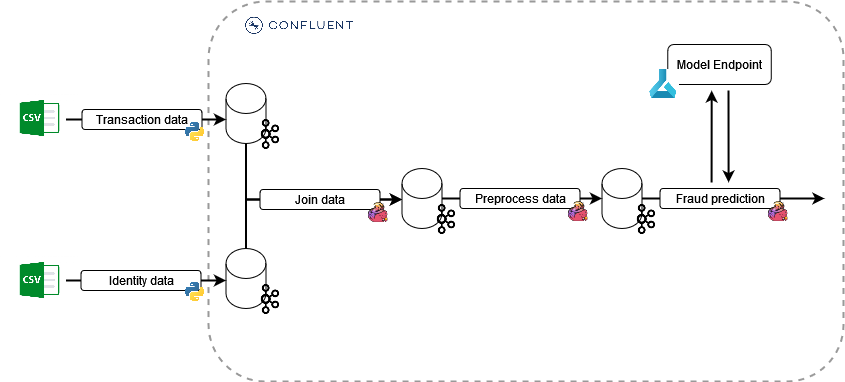 CONFLUENT
Model Endpoint
CSV
Transaction data
Join data
Preprocess data
Fraud prediction
CSV
Identity data